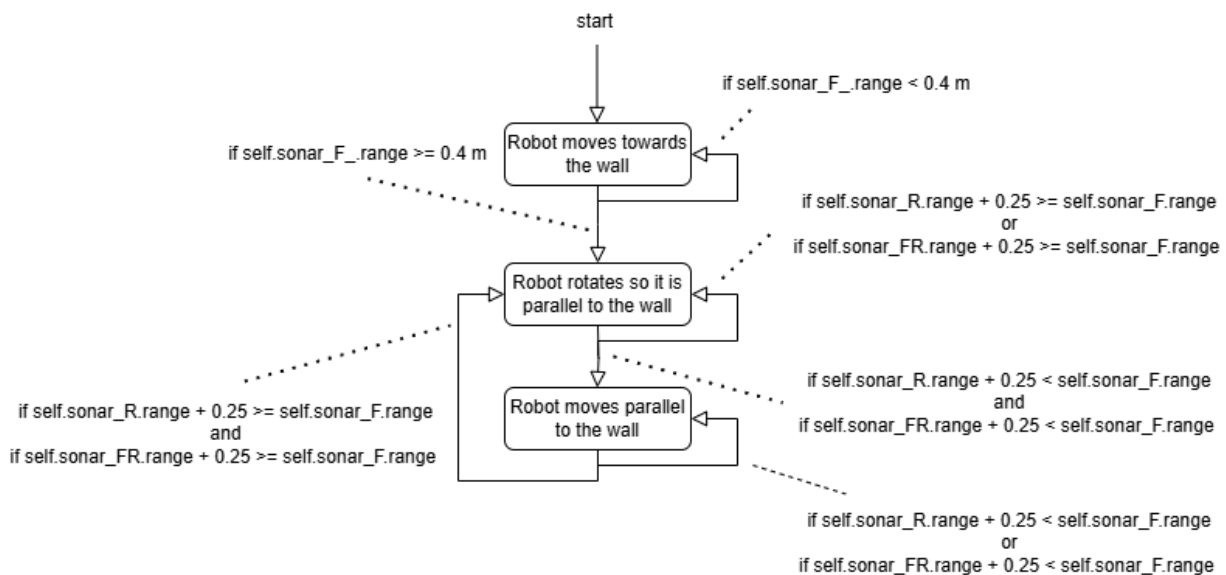 start
if self.sonar_F_.range < 0.4 m
Robot moves towards
the wall
if self.sonar_F_.range >= 0.4 m
if self.sonar_R.range + 0.25 >= self.sonar_F.range
or
if self.sonar_FR.range + 0.25 >= self.sonar_F.range
Robot rotates so it is
parallel to the wall
if self.sonar_R.range + 0.25 < self.sonar_F.range
and
if self.sonar_FR.range + 0.25 < self.sonar_F.range
Robot moves parallel
to the wall
if self.sonar_R.range + 0.25 >= self.sonar_F.range
and
if self.sonar_FR.range + 0.25 >= self.sonar_F.range
if self.sonar_R.range + 0.25 < self.sonar_F.range
or
if self.sonar_FR.range + 0.25 < self.sonar_F.range